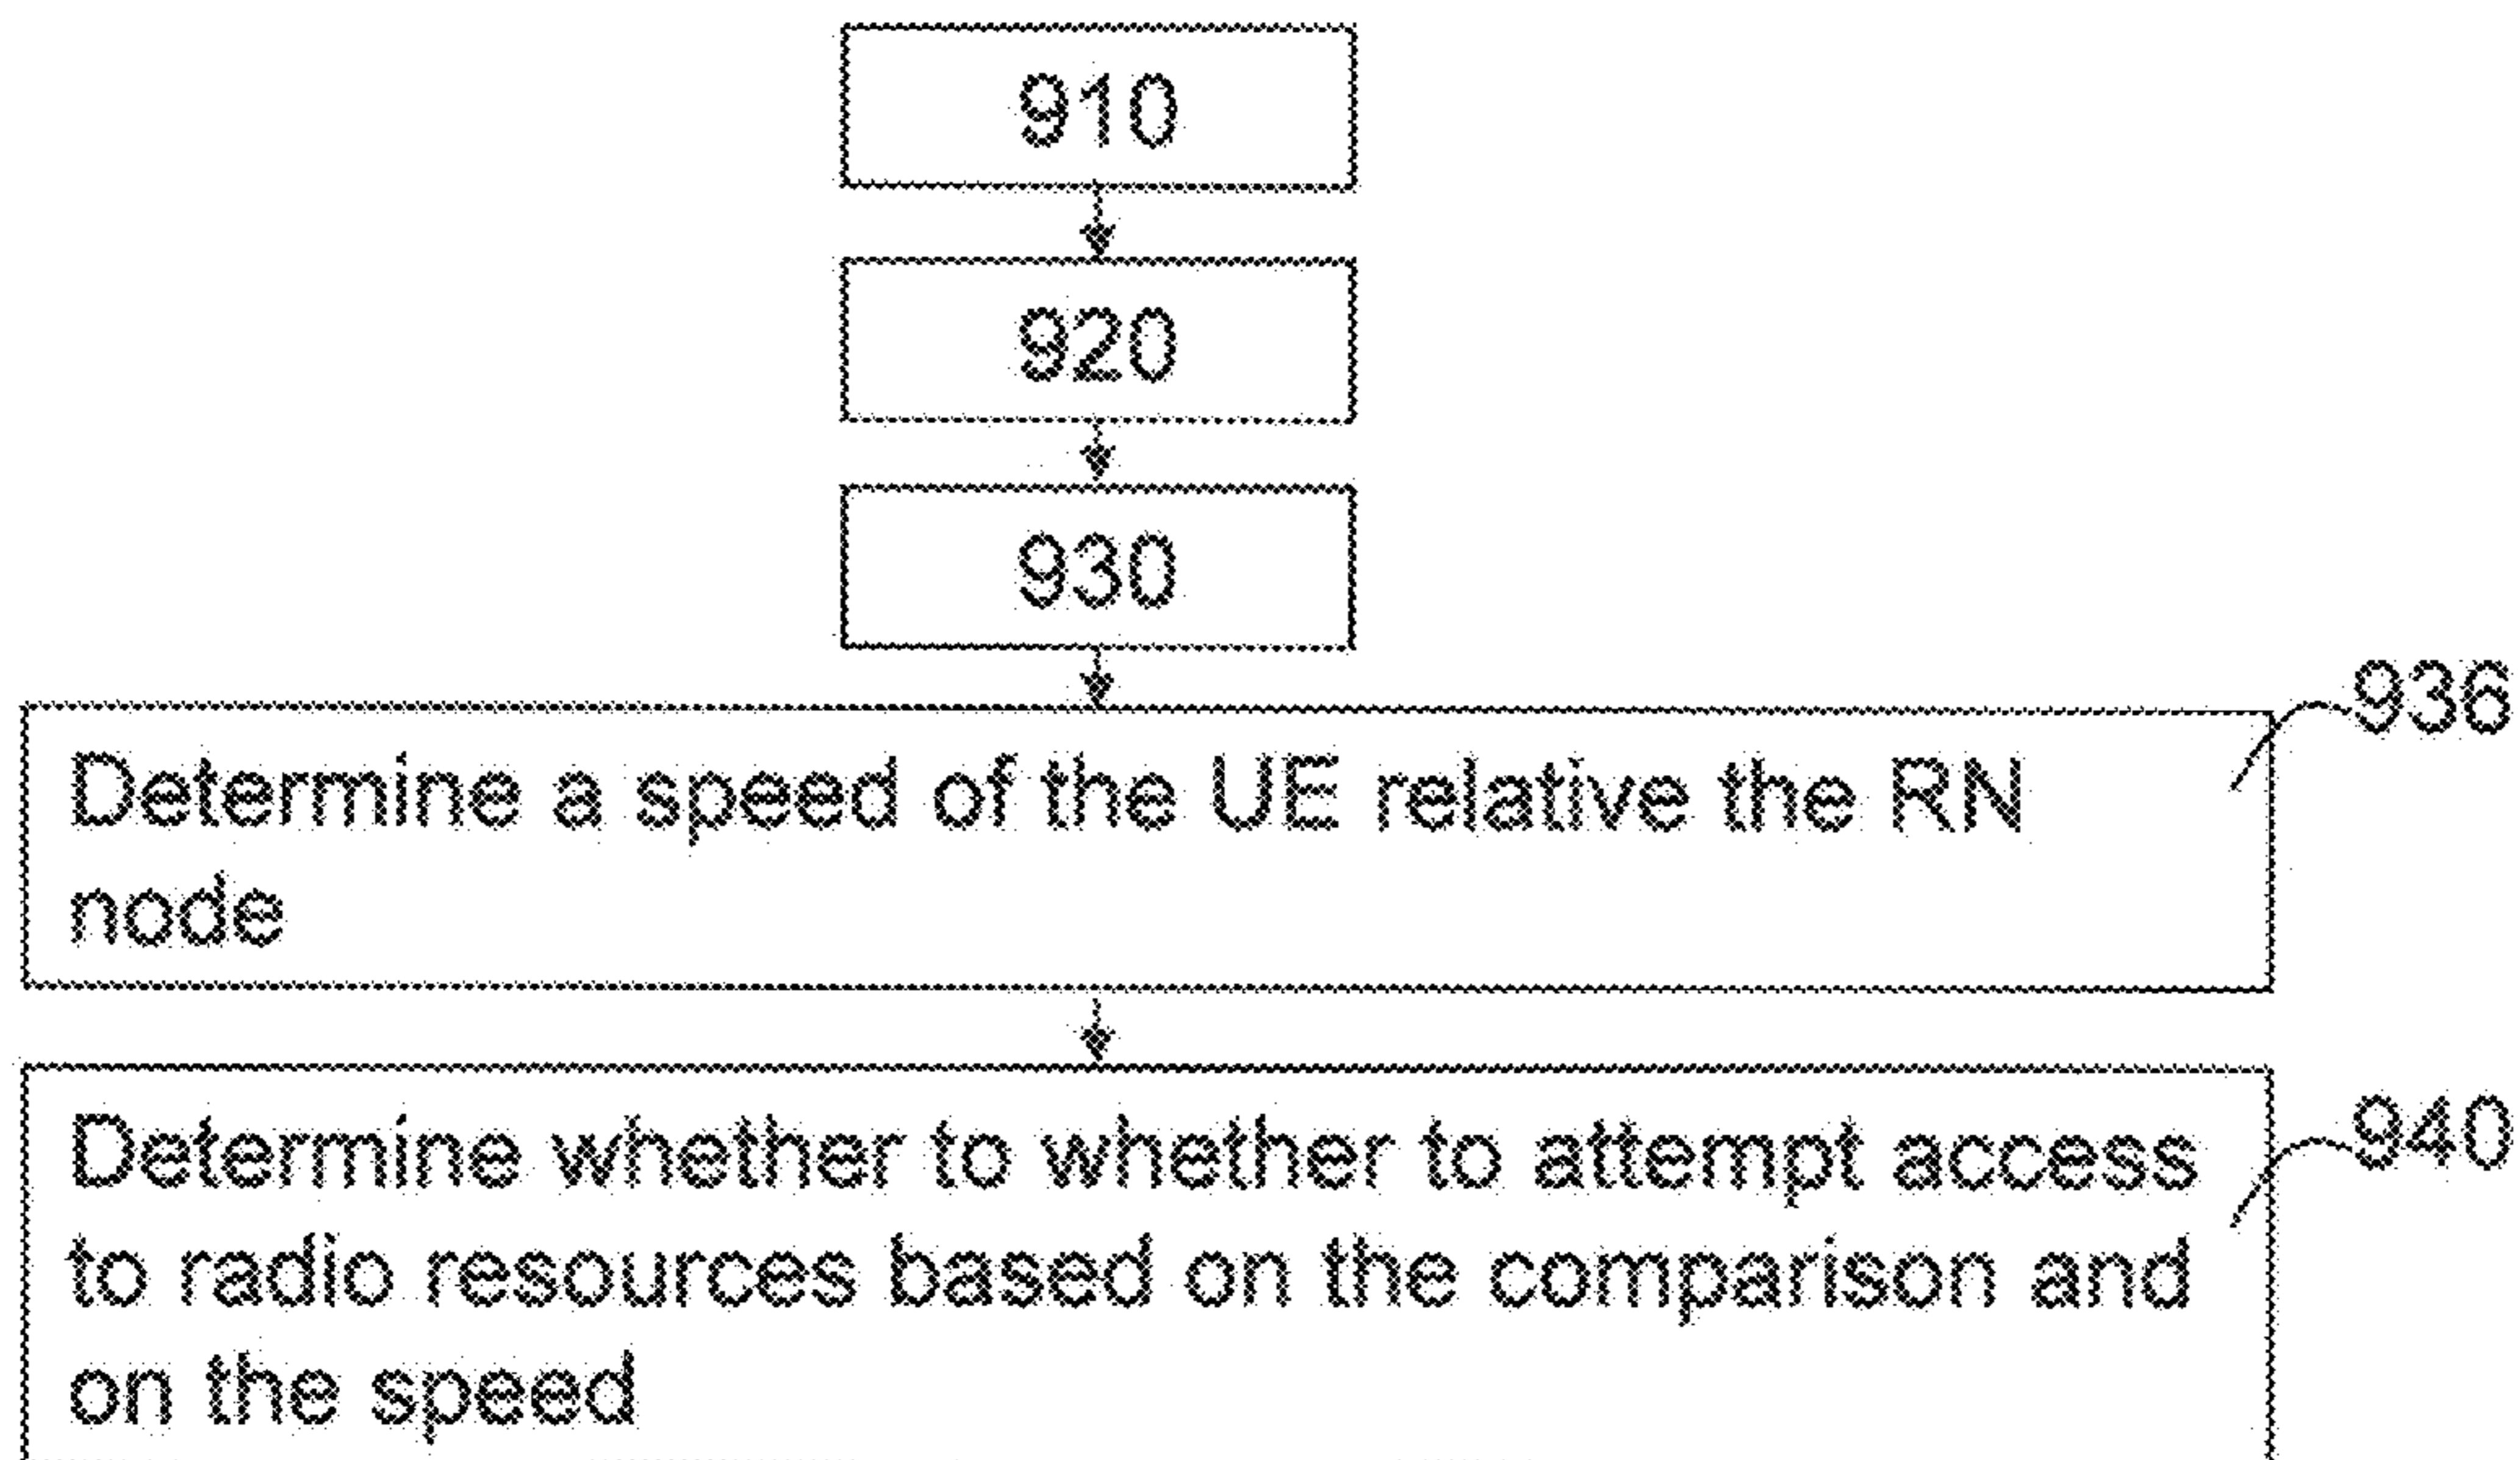 910
920
930
936
Determine a speed of the UE relative the RN
node
940
Determine whether to whether to attempt access
to radio resources based on the comparison and
on the speed